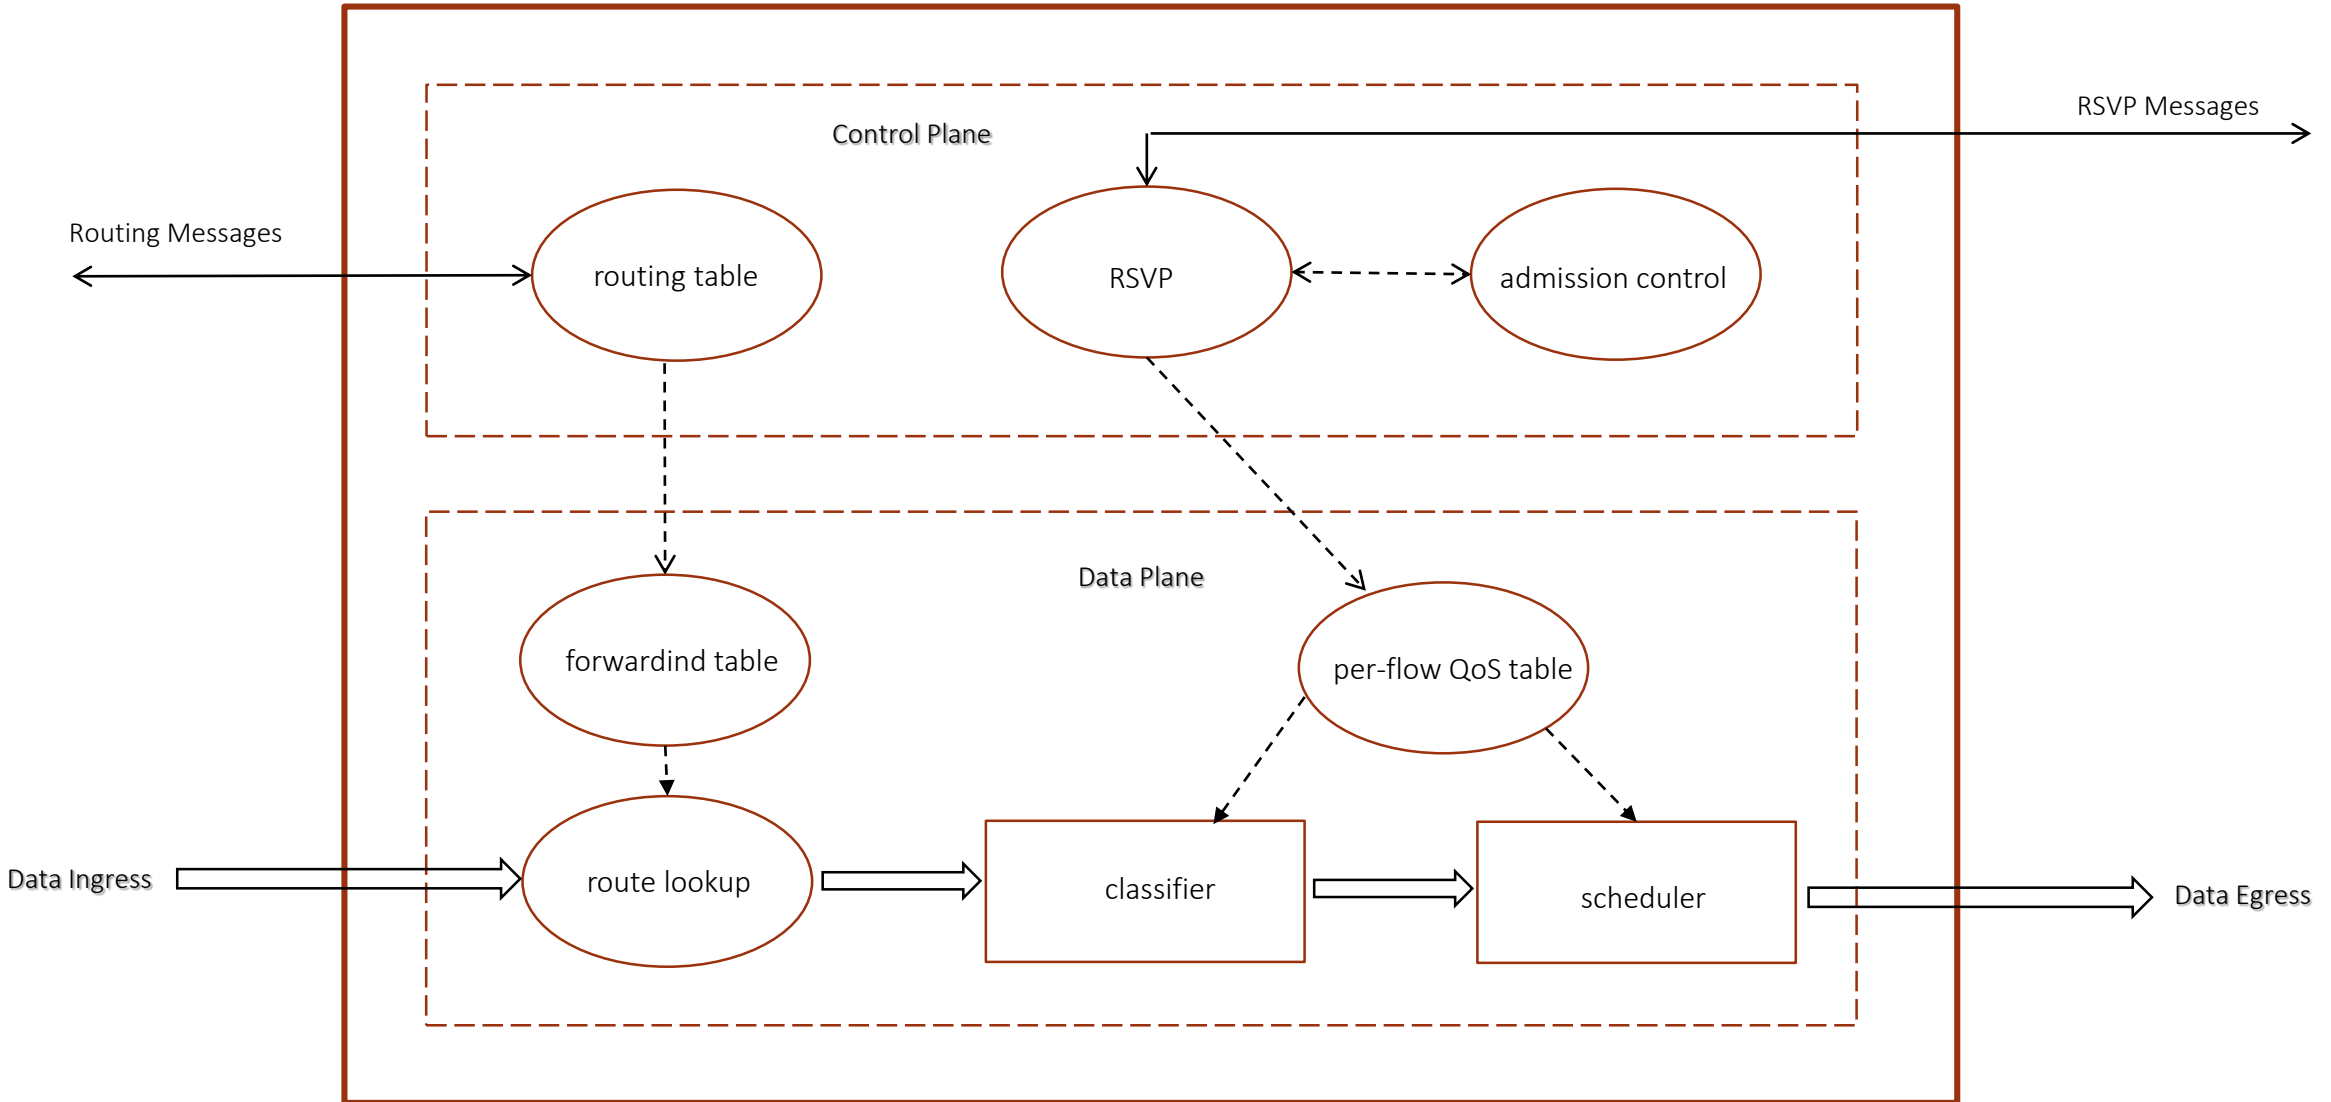 RSVP Messages
Control Plane
Routing Messages
routing table
RSVP
admission control
Data Plane
forwardind table
per-flow QoS table
Data Ingress
route lookup
classifier
scheduler
Data Egress